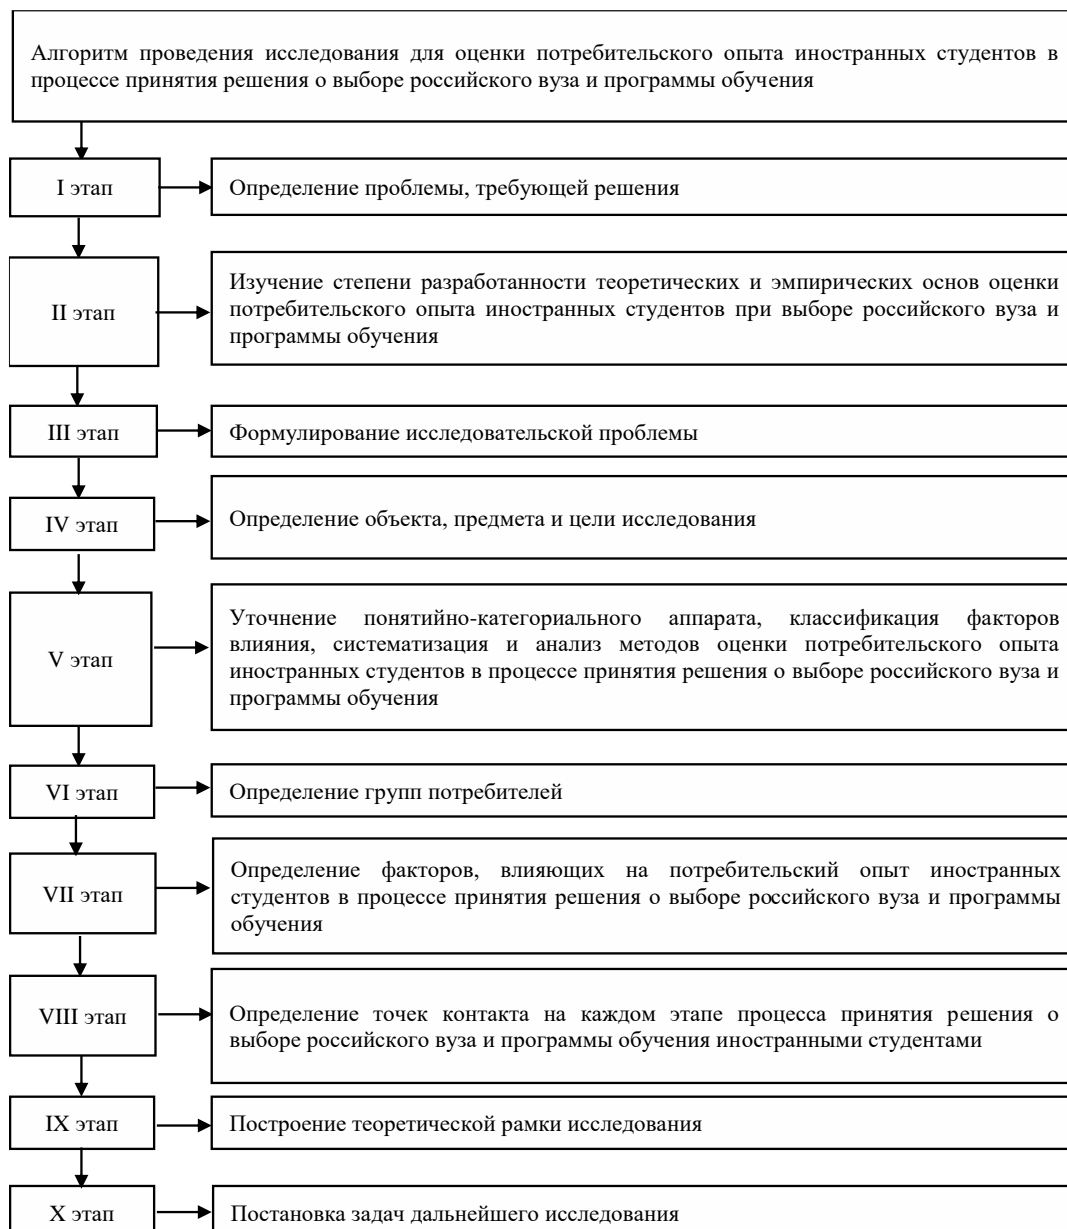 Алгоритм проведения исследования для оценки потребительского опыта иностранных студентов в
процессе принятия решения о выборе российского вуза и программы обучения
I этап
Определение проблемы, требующей решения
II этап
Изучение степени разработанности теоретических и эмпирических основ оценки
потребительского опыта иностранных студентов при выборе российского вуза и
программы обучения
III этап
Формулирование исследовательской проблемы
IV этап
Определение объекта, предмета и цели исследования
V этап
Уточнение понятийно-категориального аппарата, классификация факторов
влияния, систематизация и анализ методов оценки потребительского опыта
иностранных студентов в процессе принятия решения о выборе российского вуза и
программы обучения
VI этап
Определение групп потребителей
VII этап
Определение факторов, влияющих на потребительский опыт иностранных
студентов в процессе принятия решения о выборе российского вуза и программы
обучения
VIII этап
Определение точек контакта на каждом этапе процесса принятия решения о
выборе российского вуза и программы обучения иностранными студентами
IX этап
Построение теоретической рамки исследования
X этап
Постановка задач дальнейшего исследования